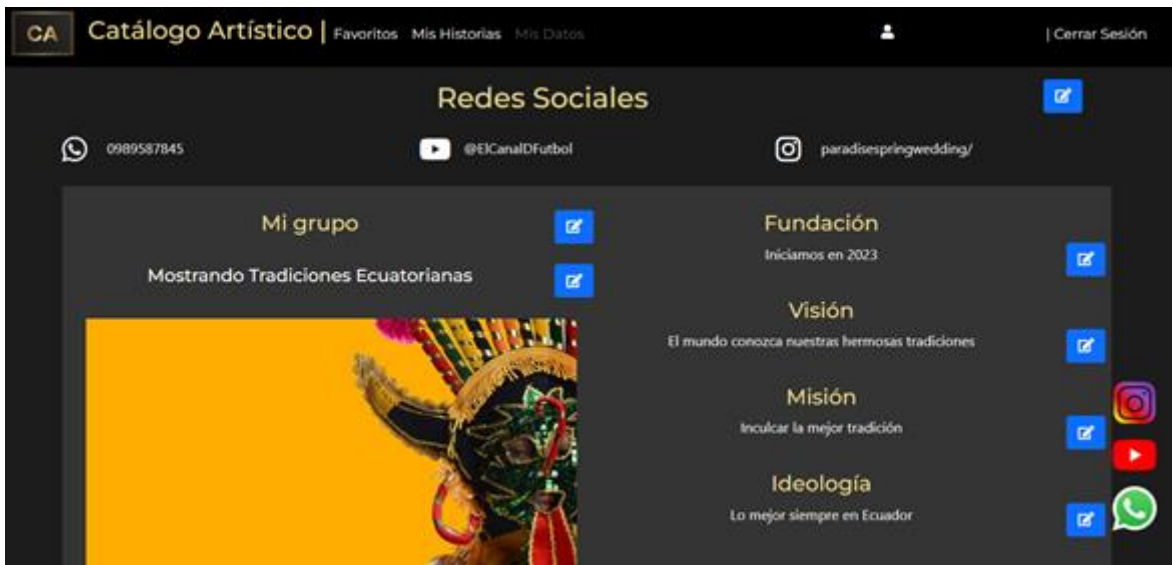 CA
Catálogo Artístico | Favoritos Mis Historias Mis Datos
| Cerrar Sesión
Redes Sociales
0989587845
@ElCanalDFutbol
paradisespringwedding/
Mi grupo
Mostrando Tradiciones Ecuatorianas
Fundación
Iniciamos en 2023
Visión
El mundo conozca nuestras hermosas tradiciones
Misión
Inculcar la mejor tradición
Ideología
Lo mejor siempre en Ecuador